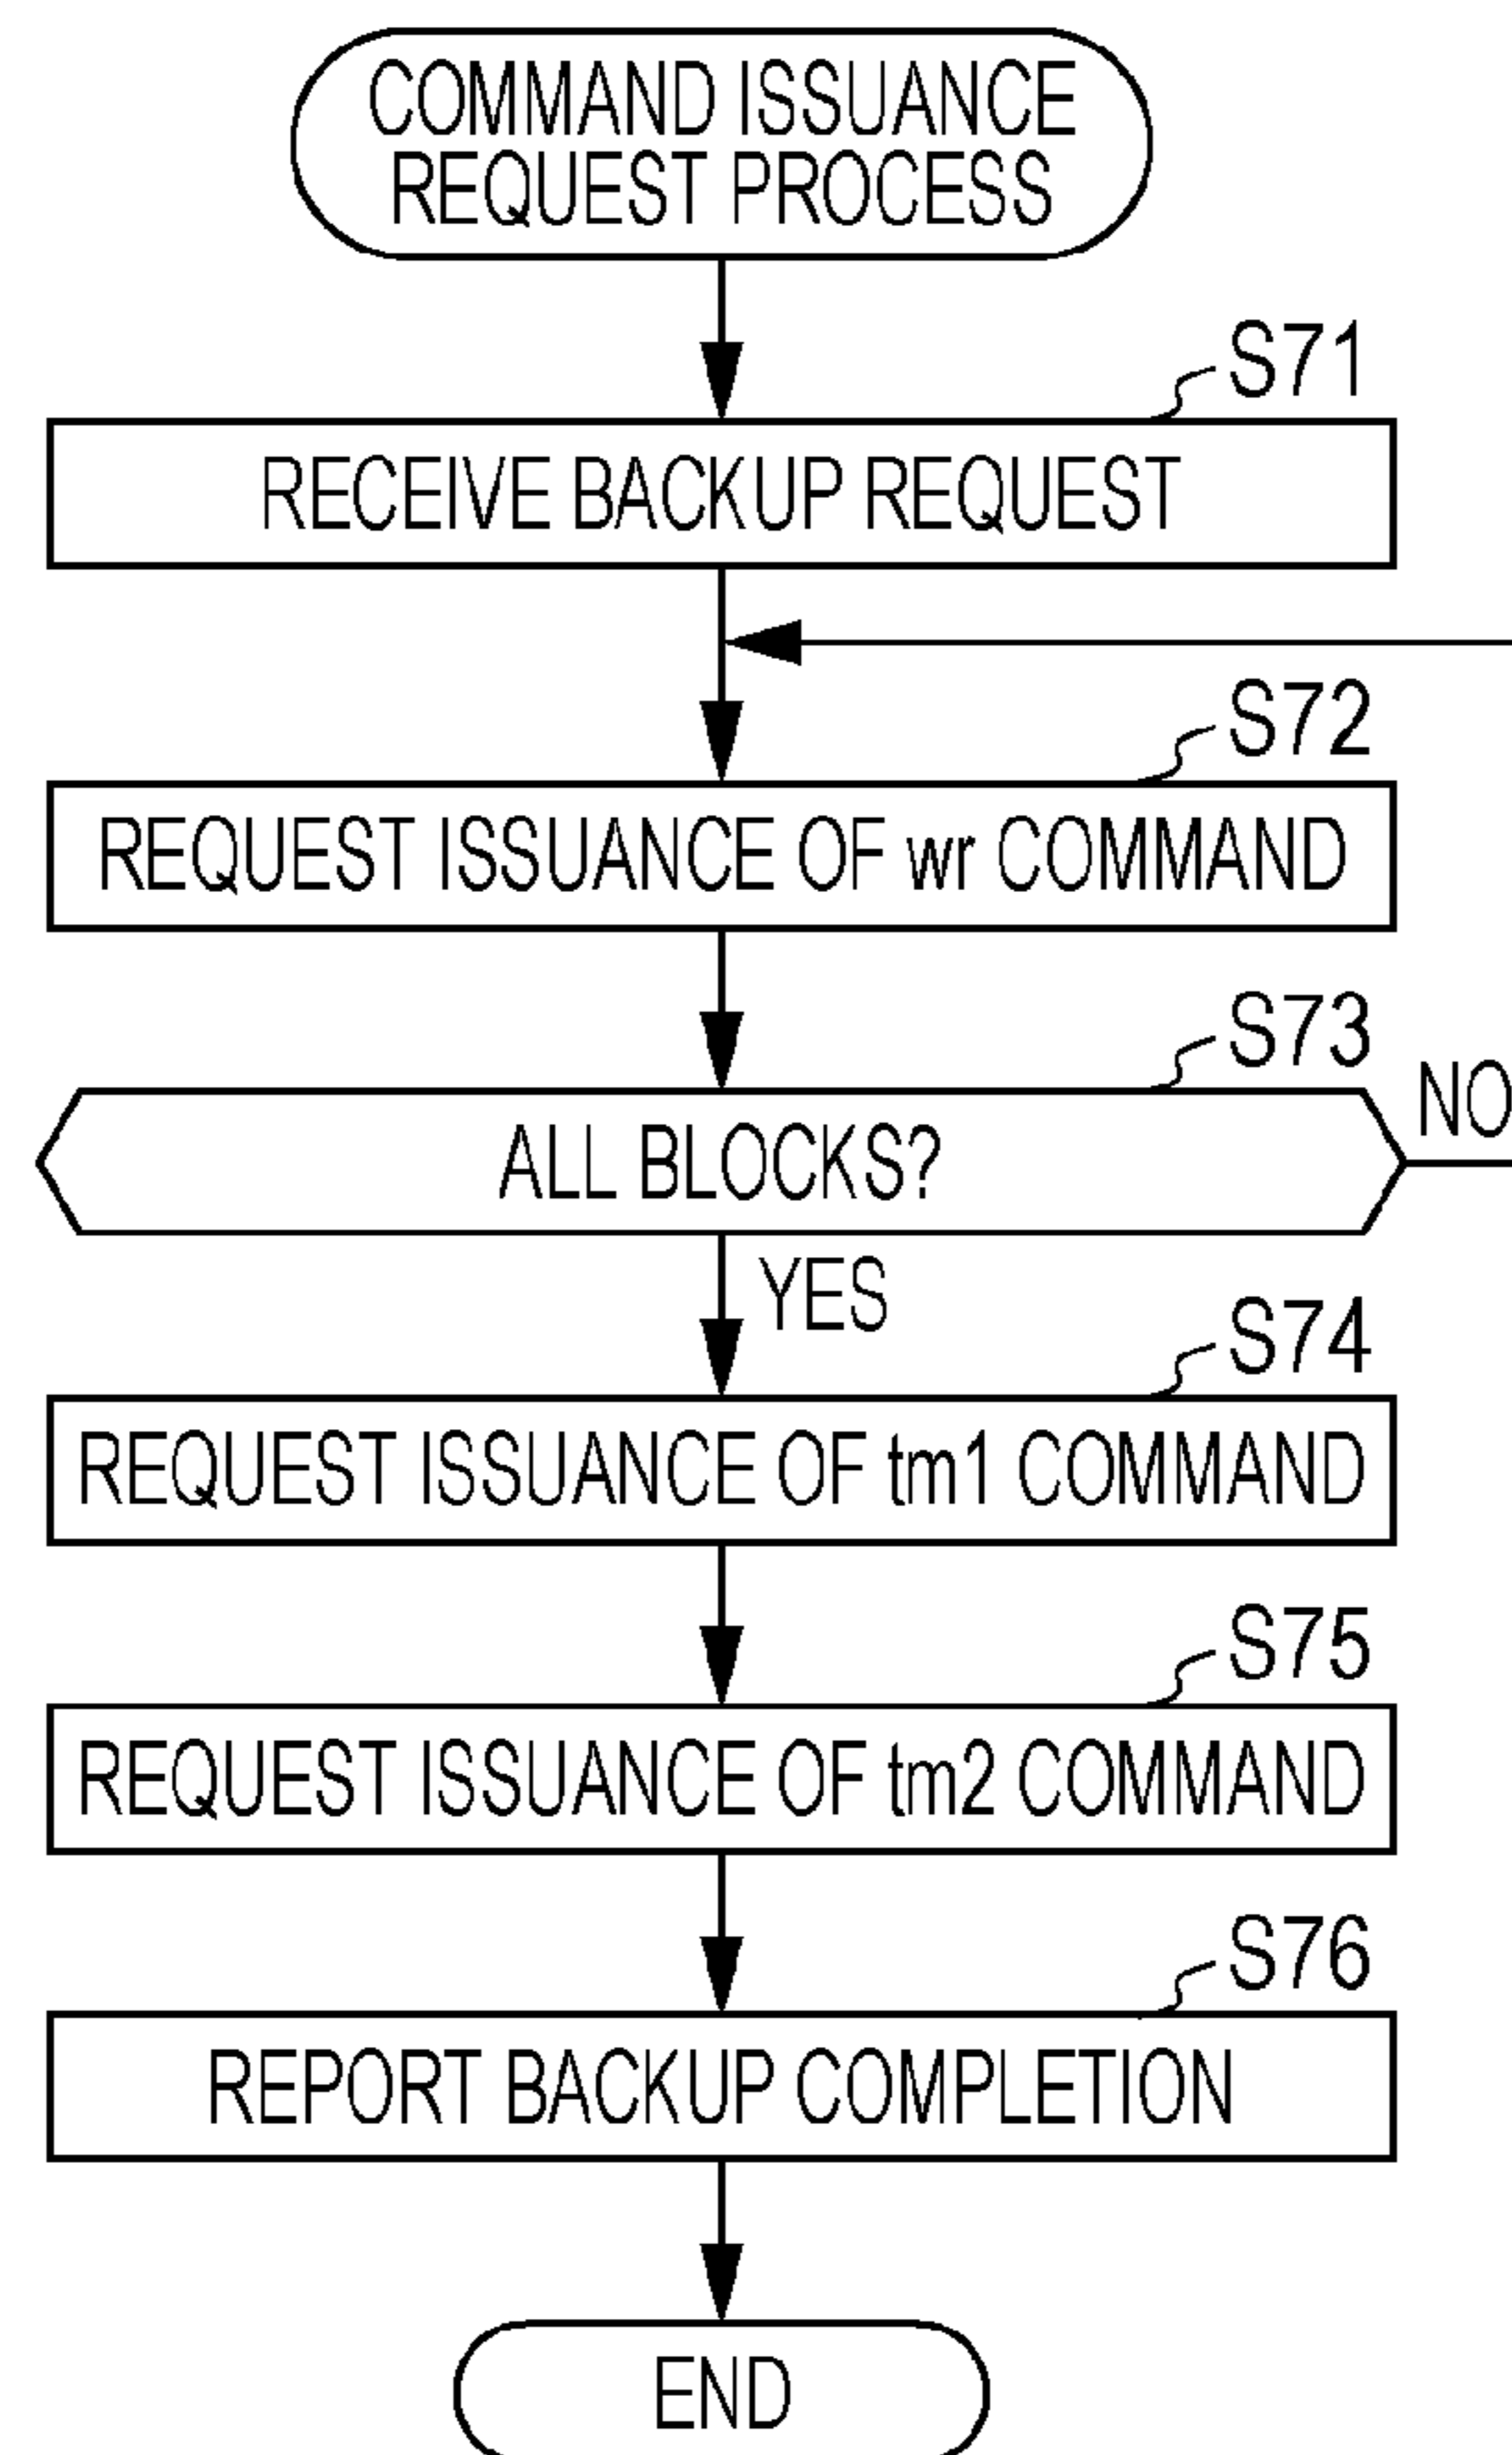 COMMAND ISSUANCE
REQUEST PROCESS
S71
RECEIVE BACKUP REQUEST
S72
REQUEST ISSUANCE OF wr COMMAND
S73
NO
ALL BLOCKS?
YES
S74
REQUEST ISSUANCE OF tm1 COMMAND
S75
REQUEST ISSUANCE OF tm2 COMMAND
S76
REPORT BACKUP COMPLETION
END